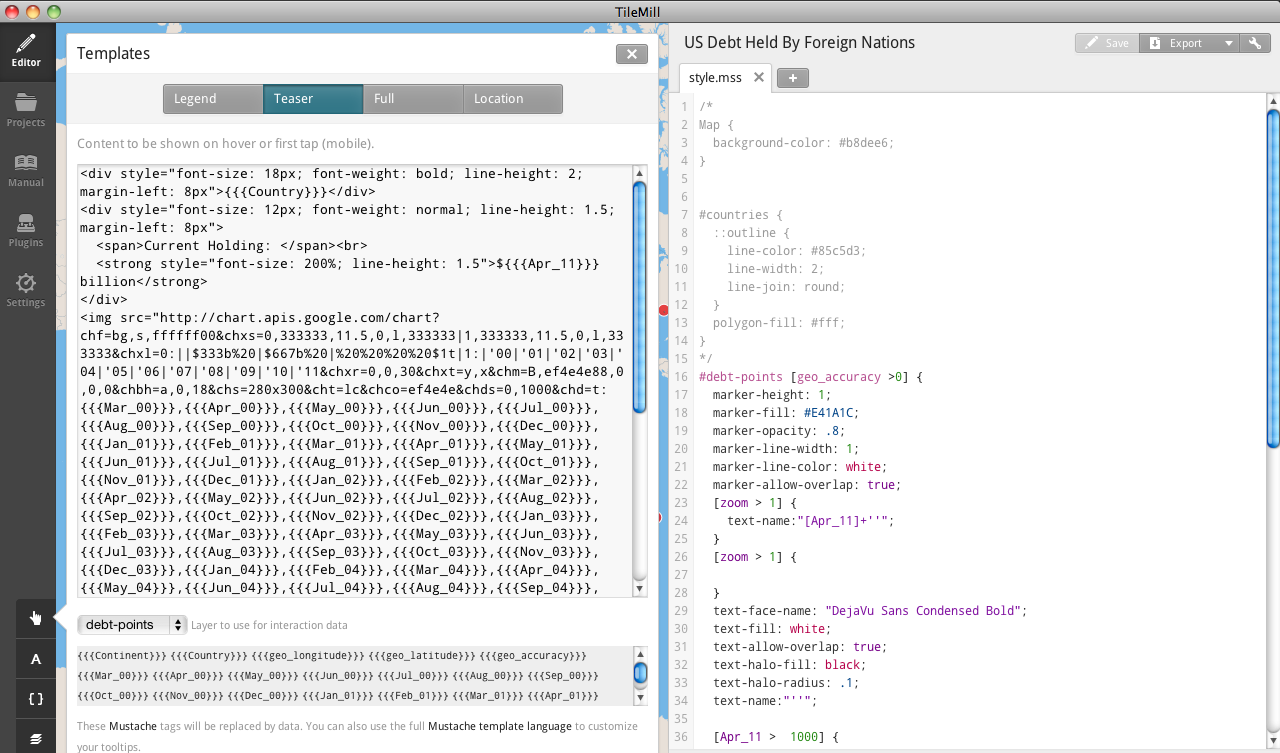 TileMill
Editor
Projects
Manual
Plugins
Settings
A
{ }
Templates
Legend
Teaser
Full
Location
Content to be shown on hover or first tap (mobile).
<div style="font-size: 18px; font-weight: bold; line-height: 2;
margin-left: 8px">{{{Country}}}</div>
<div style="font-size: 12px; font-weight: normal; line-height: 1.5;
margin-left: 8px">
<span>Current Holding: </span><br>
<strong style="font-size: 200%; line-height: 1.5">${{{Apr_11}}}
billion</strong>
</div>
<img src="http://chart.apis.google.com/chart?
chf=bg,s,ffffff00&chxs=0,333333,11.5,0,l,333333|1,333333,11.5,0,l,33
3333&chxl=0:||$333b%20|$667b%20|%20%20%20%20$1t|1:|'00|'01|'02|'03|'
04|'05|'06|'07|'08|'09|'10|'11&chxr=0,0,30&chxt=y,x&chm=B,ef4e4e88,0
,0,0&chbh=a,0,18&chs=280x300&cht=lc&chco=ef4e4e&chds=0,1000&chd=t:
{{{Mar_00}}},{{{Apr_00}}},{{{May_00}}},{{{Jun_00}}},{{{Jul_00}}},
{{{Aug_00}}},{{{Sep_00}}},{{{Oct_00}}},{{{Nov_00}}},{{{Dec_00}}},
{{{Jan_01}}},{{{Feb_01}}},{{{Mar_01}}},{{{Apr_01}}},{{{May_01}}},
{{{Jun_01}}},{{{Jul_01}}},{{{Aug_01}}},{{{Sep_01}}},{{{Oct_01}}},
{{{Nov_01}}},{{{Dec_01}}},{{{Jan_02}}},{{{Feb_02}}},{{{Mar_02}}},
{{{Apr_02}}},{{{May_02}}},{{{Jun_02}}},{{{Jul_02}}},{{{Aug_02}}},
{{{Sep_02}}},{{{Oct_02}}},{{{Nov_02}}},{{{Dec_02}}},{{{Jan_03}}},
{{{Feb_03}}},{{{Mar_03}}},{{{Apr_03}}},{{{May_03}}},{{{Jun_03}}},
{{{Jul_03}}},{{{Aug_03}}},{{{Sep_03}}},{{{Oct_03}}},{{{Nov_03}}},
{{{Dec_03}}},{{{Jan_04}}},{{{Feb_04}}},{{{Mar_04}}},{{{Apr_04}}},
{{{May_04}}},{{{Jun_04}}},{{{Jul_04}}},{{{Aug_04}}},{{{Sep_04}}},
debt-points Layer to use for interaction data
{{{Continent}}} {{{Country}}} {{{geo_longitude}}} {{{geo_latitude}}} {{{geo_accuracy}}}
{{{Mar_00}}} {{{Apr_00}}} {{{May_00}}} {{{Jun_00}}} {{{Jul_00}}} {{{Aug_00}}} {{{Sep_00}}}
{{{Oct_00}}} {{{Nov_00}}} {{{Dec_00}}} {{{Jan_01}}} {{{Feb_01}}} {{{Mar_01}}} {{{Apr_01}}}
These Mustache tags will be replaced by data. You can also use the full Mustache template language to customize
your tooltips.
US Debt Held By Foreign Nations
Save
Export
style.mss
+
1 /*
2 Map {
3 background-color: #b8dee6;
4 }
5
6
7 #countries {
8 ::outline {
9 line-color: #85c5d3;
10 line-width: 2;
11 line-join: round;
12 }
13 polygon-fill: #fff;
14 }
15 */
16 #debt-points [geo_accuracy >0] {
17 marker-height: 1;
18 marker-fill: #E41A1C;
19 marker-opacity: .8;
20 marker-line-width: 1;
21 marker-line-color: white;
22 marker-allow-overlap: true;
23 [zoom > 1] {
24 text-name:"[Apr_11]+''";
25 }
26 [zoom > 1] {
27
28 }
29 text-face-name: "DejaVu Sans Condensed Bold";
30 text-fill: white;
31 text-allow-overlap: true;
32 text-halo-fill: black;
33 text-halo-radius: .1;
34 text-name:"''";
35
36 [Apr_11 > 1000] {